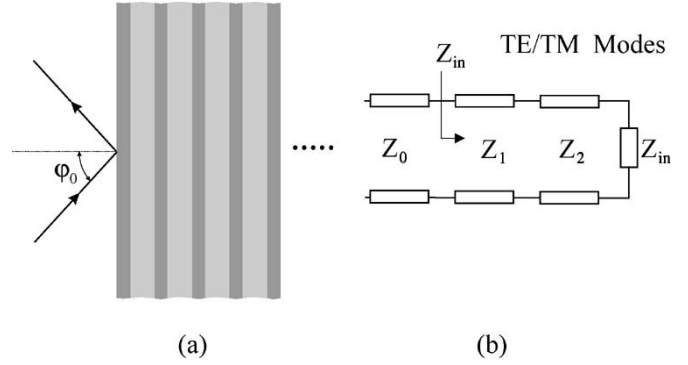 TE/TM Modes
Z_in
φ_0
.....
Z_0 Z_1 Z_2 Z_in
(a) (b)